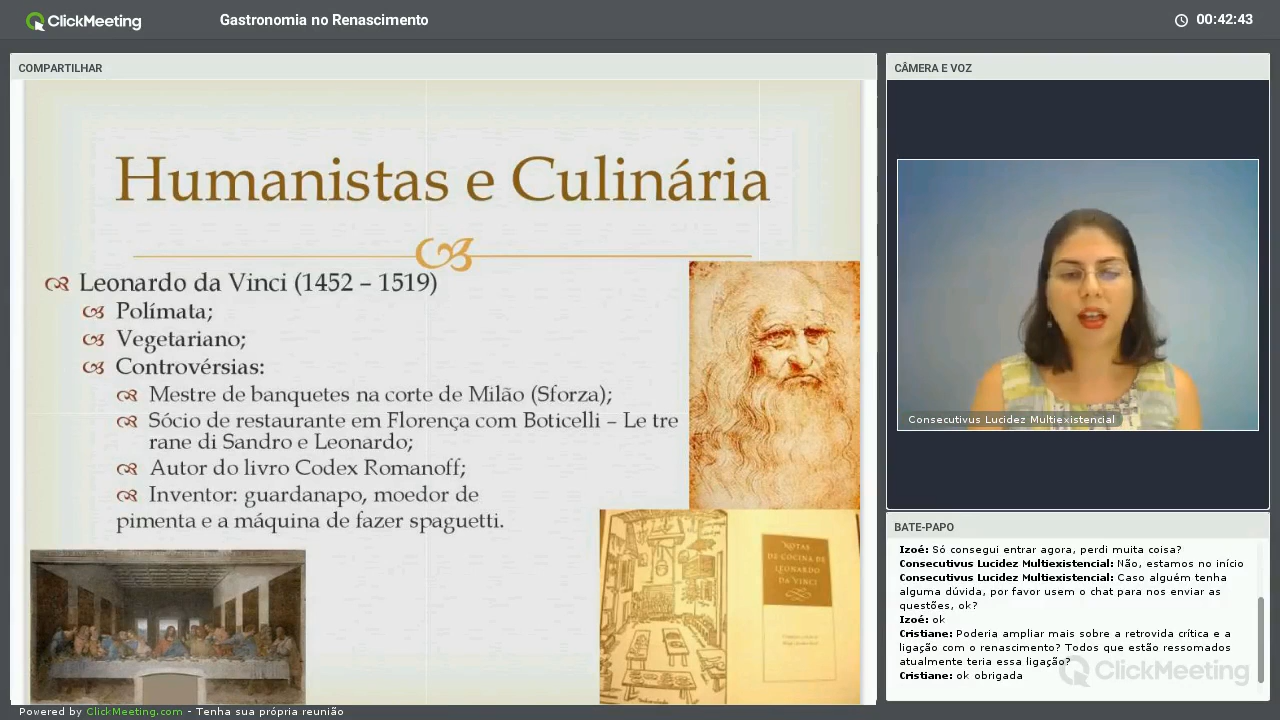 ClickMeeting
Gastronomia no Renascimento
00:42:43
COMPARTILHAR
Humanistas e Culinária
Leonardo da Vinci (1452 – 1519)
Polímata;
Vegetariano;
Controvérsias:
Mestre de banquetes na corte de Milão (Sforza);
Sócio de restaurante em Florença com Boticelli – Le tre
rane di Sandro e Leonardo;
Autor do livro Codex Romanoff;
Inventor: guardanapo, moedor de
pimenta e a máquina de fazer spaguetti.
NOTAS
DE COCINA DE
LEONARDO
DA VINCI
CÂMERA E VOZ
Consecutivus Lucidez Multiexistencial
BATE-PAPO
Izoé: Só consegui entrar agora, perdi muita coisa?
Consecutivus Lucidez Multiexistencial: Não, estamos no início
Consecutivus Lucidez Multiexistencial: Caso alguém tenha
alguma dúvida, por favor usem o chat para nos enviar as
questões, ok?
Izoé: ok
Cristiane: Poderia ampliar mais sobre a retrovida crítica e a
ligação com o renascimento? Todos que estão ressomados
atualmente teria essa ligação?
Cristiane: ok obrigada
ClickMeeting
Powered by ClickMeeting.com - Tenha sua própria reunião